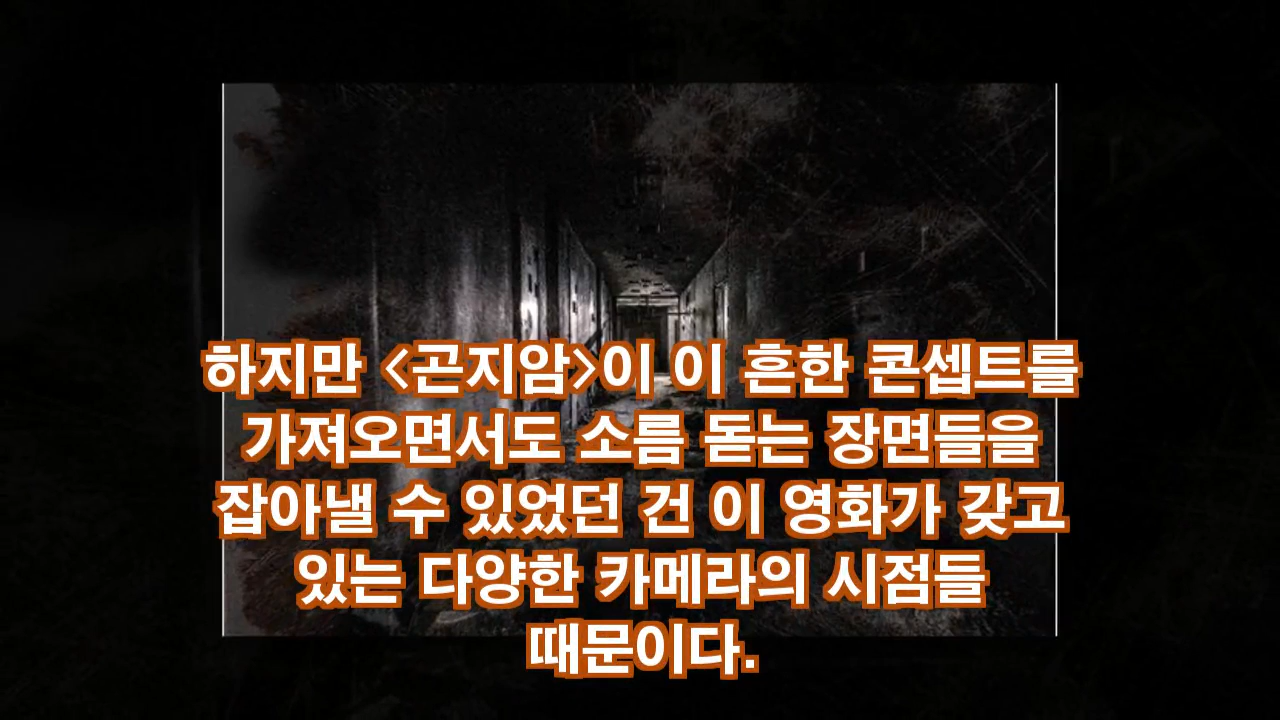 하지만 <곤지암>이 이 흔한 콘셉트를
가져오면서도 소름 돋는 장면들을
잡아낼 수 있었던 건 이 영화가 갖고
있는 다양한 카메라의 시점들
때문이다.